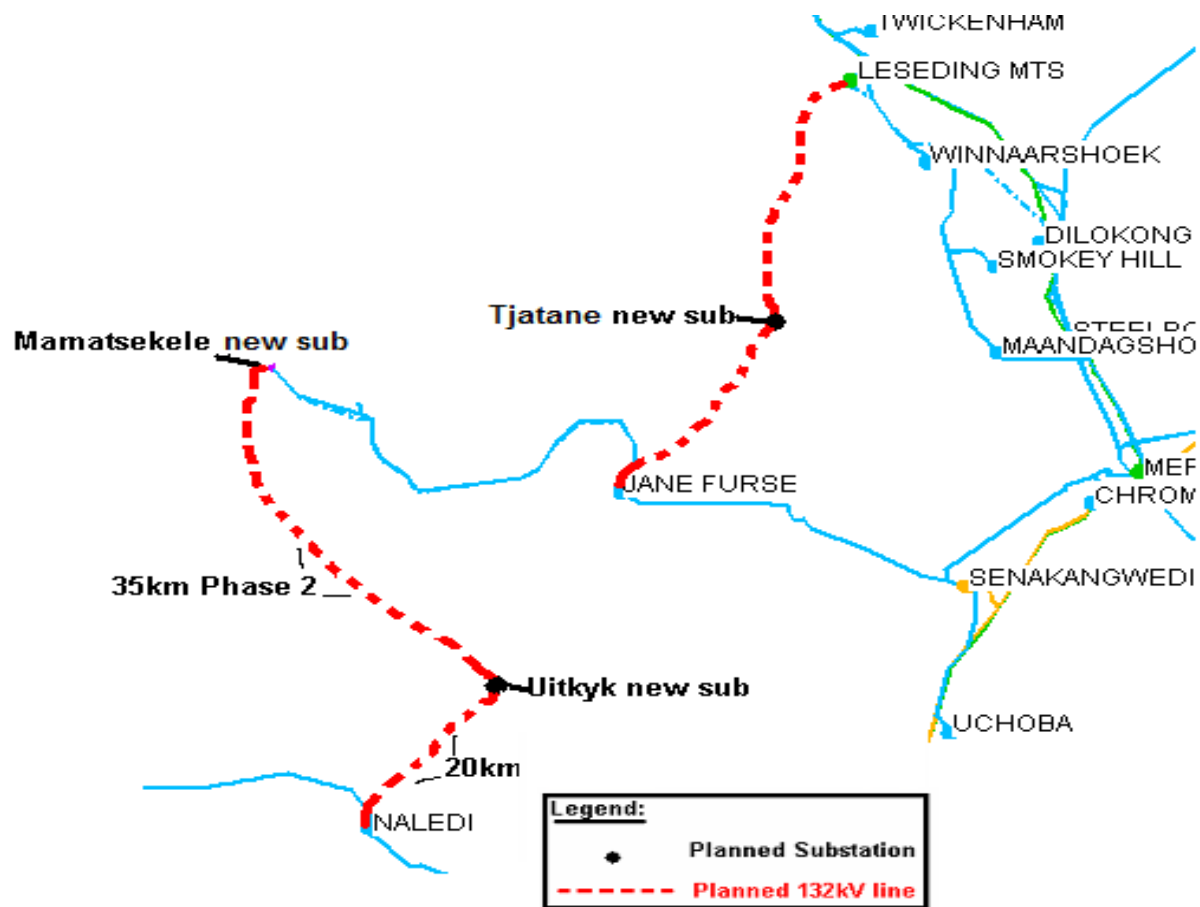 TWICKENHAM
LESEDING MTS
WINNAARSHOEK
DILOKONG
SMOKEY HILL
Tjatane new sub
Mamatsekele new sub
MAANDAGSHO
JANE FURSE
MER
CHROM
35km Phase 2
SENAKANGWEDI
Uitkyk new sub
UCHOBA
20km
NALEDI
Legend:
Planned Substation
Planned 132kV line